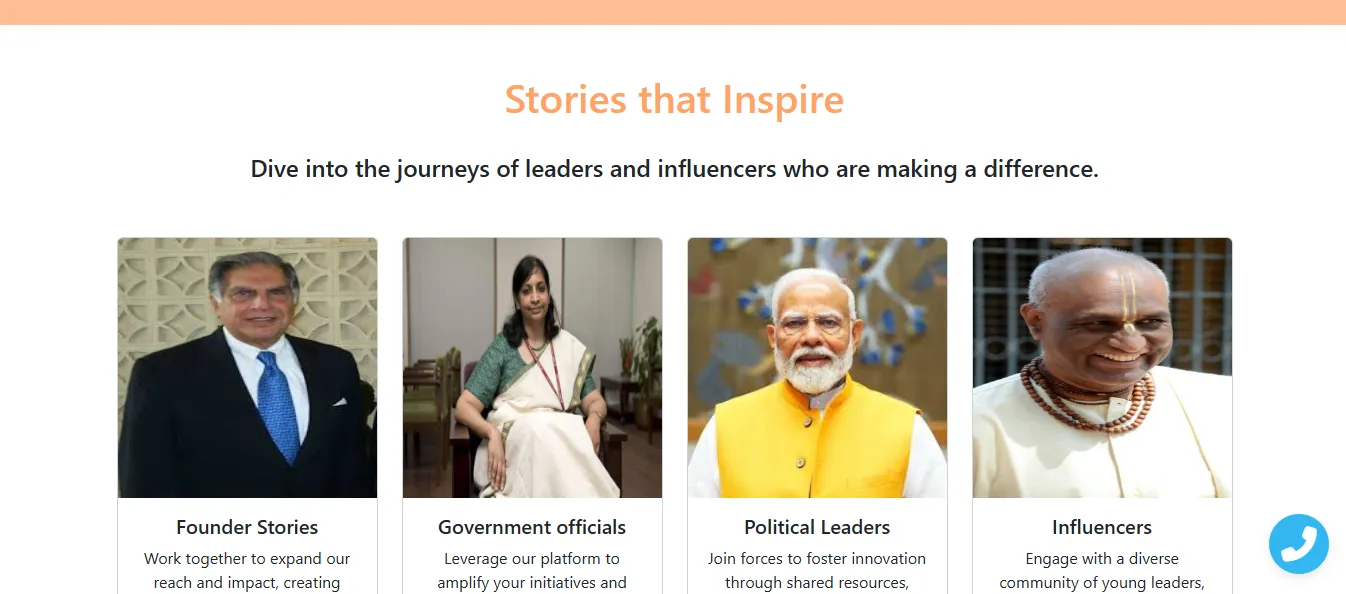 Stories that Inspire
Dive into the journeys of leaders and influencers who are making a difference.
Founder Stories
Work together to expand our
reach and impact, creating
Government officials
Leverage our platform to
amplify your initiatives and
Political Leaders
Join forces to foster innovation
through shared resources,
Influencers
Engage with a diverse
community of young leaders,